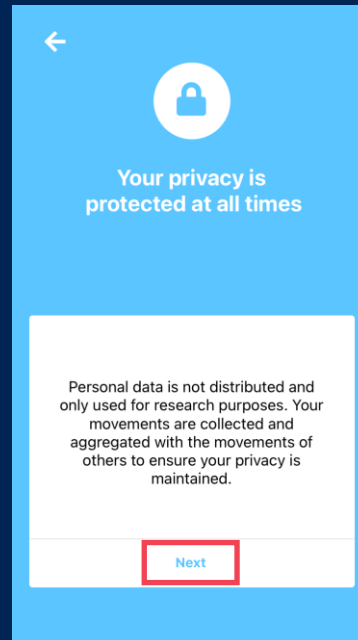 Your privacy is
protected at all times
Personal data is not distributed and
only used for research purposes. Your
movements are collected and
aggregated with the movements of
others to ensure your privacy is
maintained.
Next